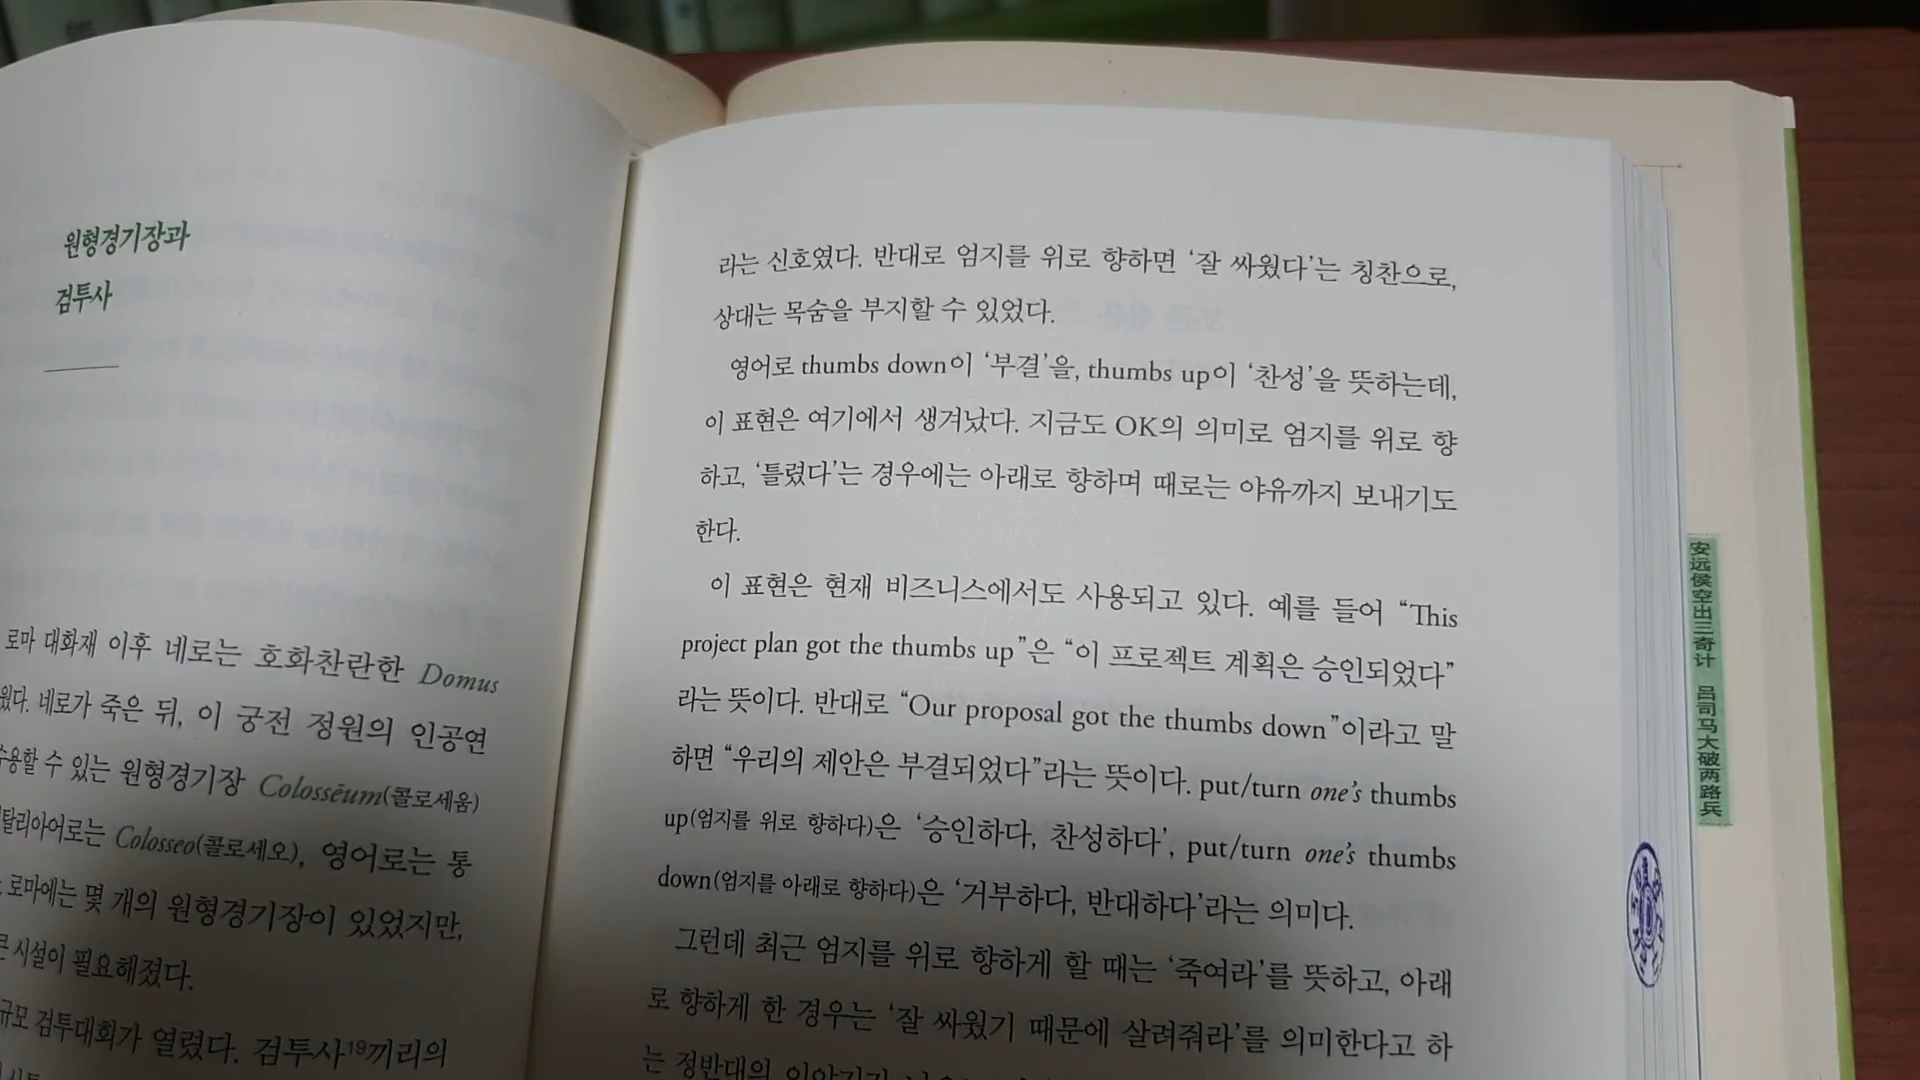 원형경기장과
검투사
로마 대화재 이후 네로는 호화찬란한 Domus
웠다. 네로가 죽은 뒤, 이 궁전 정원의 인공연
수용할 수 있는 원형경기장 Colossēum(콜로세움)
탈리아어로는 Colosseo(콜로세오), 영어로는 통
로마에는 몇 개의 원형경기장이 있었지만,
큰 시설이 필요해졌다.
규모 검투대회가 열렸다. 검투사19끼리의
라는 신호였다. 반대로 엄지를 위로 향하면 ‘잘 싸웠다’는 칭찬으로,
상대는 목숨을 부지할 수 있었다.
영어로 thumbs down이 ‘부결’을, thumbs up이 ‘찬성’을 뜻하는데,
이 표현은 여기에서 생겨났다. 지금도 OK의 의미로 엄지를 위로 향
하고, ‘틀렸다’는 경우에는 아래로 향하며 때로는 야유까지 보내기도
한다.
이 표현은 현재 비즈니스에서도 사용되고 있다. 예를 들어 “This
project plan got the thumbs up”은 “이 프로젝트 계획은 승인되었다”
라는 뜻이다. 반대로 “Our proposal got the thumbs down”이라고 말
하면 “우리의 제안은 부결되었다”라는 뜻이다. put/turn one’s thumbs
up(엄지를 위로 향하다)은 ‘승인하다, 찬성하다’, put/turn one’s thumbs
down(엄지를 아래로 향하다)은 ‘거부하다, 반대하다’라는 의미다.
그런데 최근 엄지를 위로 향하게 할 때는 ‘죽여라’를 뜻하고, 아래
로 향하게 한 경우는 ‘잘 싸웠기 때문에 살려줘라’를 의미한다고 하
는 정반대의
安远侯空出三奇计 吕司马大破两路兵